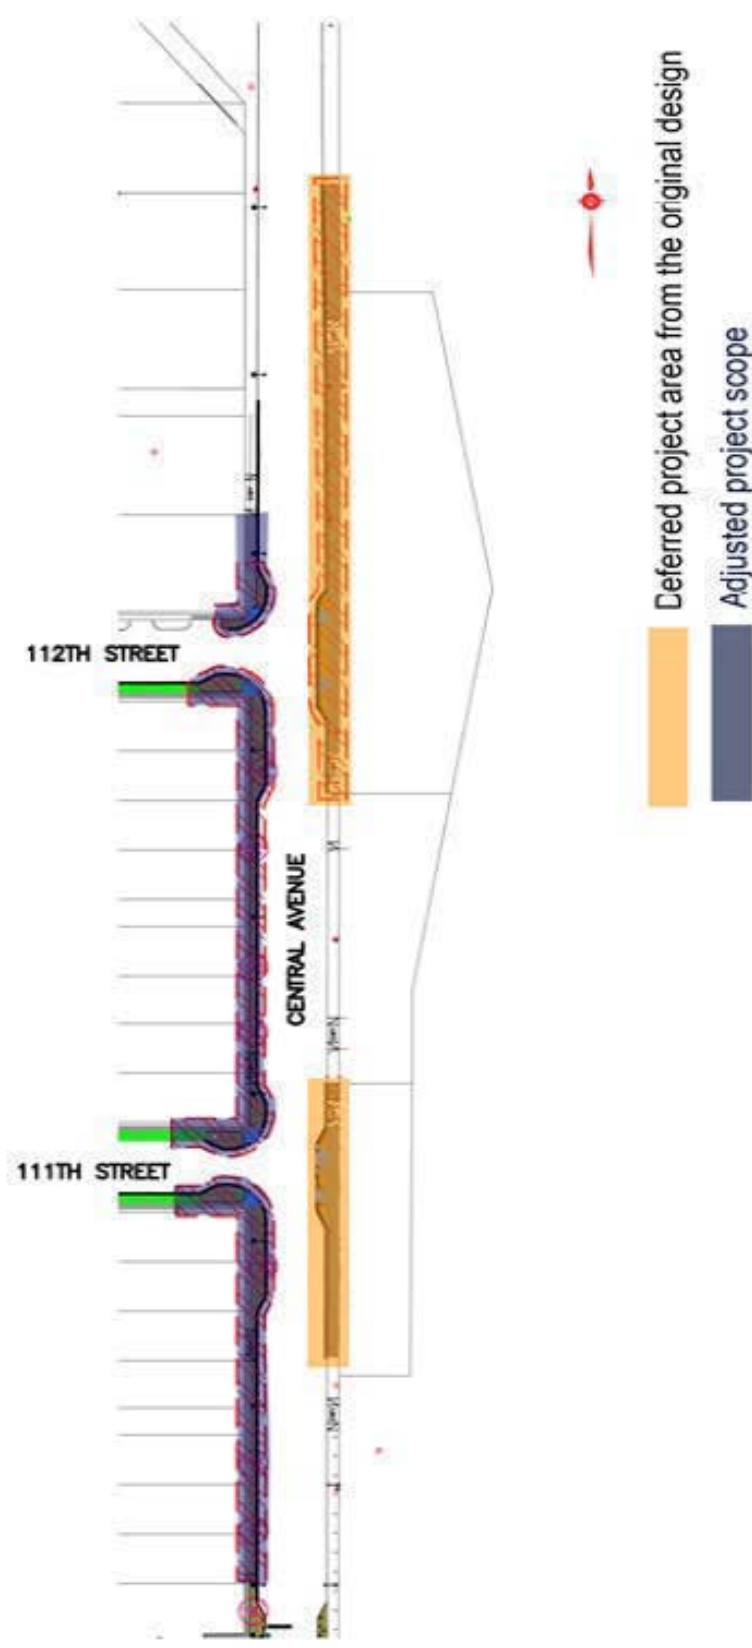 112TH STREET
CENTRAL AVENUE
111TH STREET
Deferred project area from the original design
Adjusted project scope